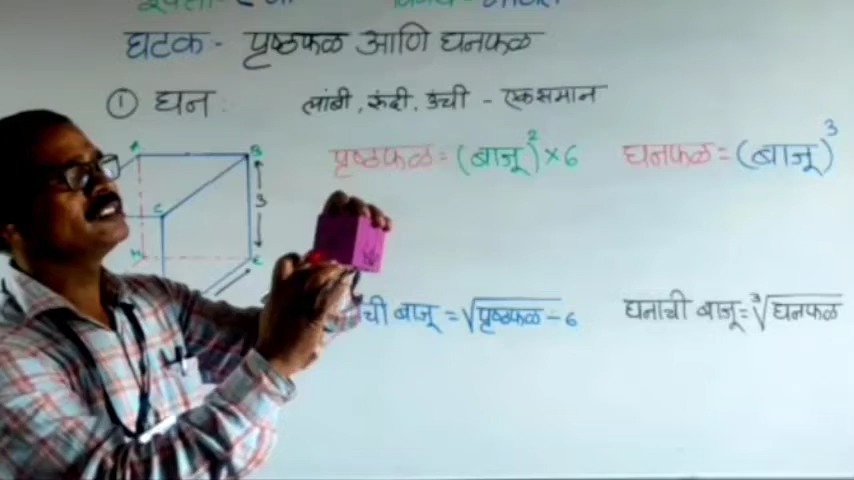 घटक - पृष्ठफळ आणि घनफळ
① घन : लांबी, रुंदी, उंची - एकसमान
पृष्ठफळ = (बाजू)² × 6 घनफळ = (बाजू)³
A B
C 3
H E
ची बाजू = √पृष्ठफळ ÷ 6 घनाची बाजू = ∛घनफळ